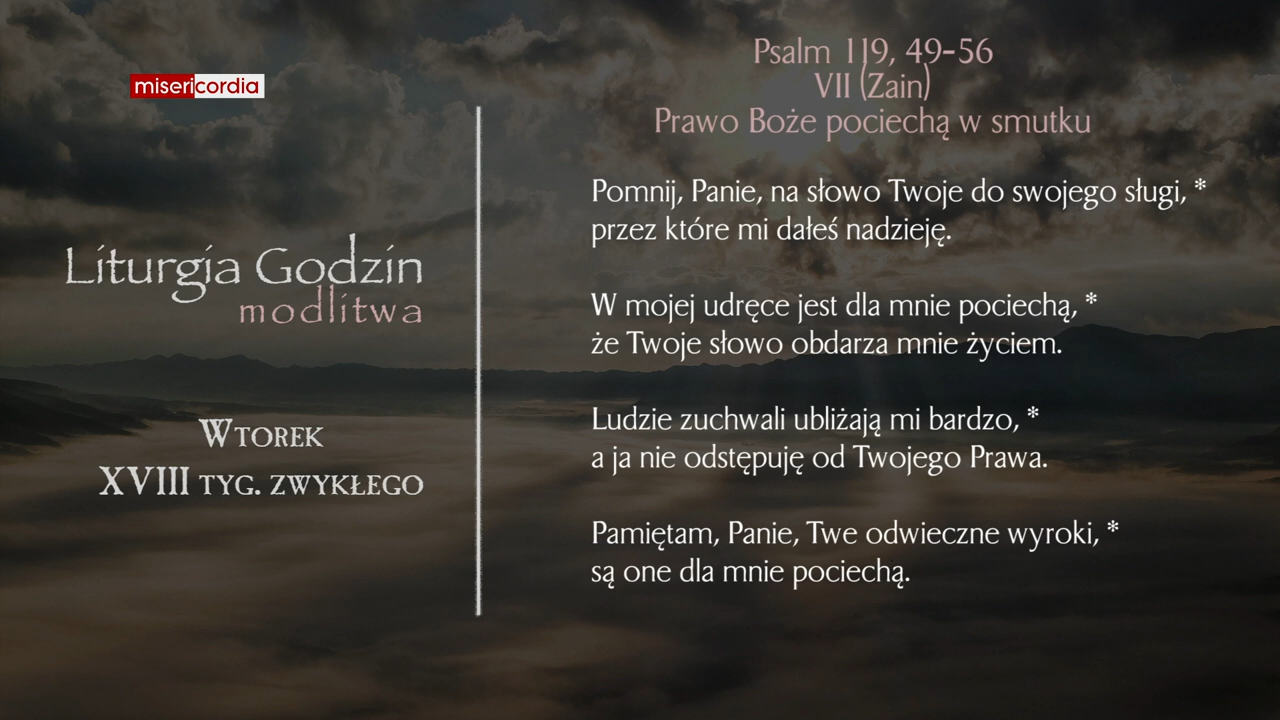 misericordia
Liturgia Godzin
modlitwa
Wtorek
XVIII tyg. zwykłego
Psalm 119, 49-56
VII (Zain)
Prawo Boże pociechą w smutku
Pomnij, Panie, na słowo Twoje do swojego sługi, *
przez które mi dałeś nadzieję.
W mojej udręce jest dla mnie pociechą, *
że Twoje słowo obdarza mnie życiem.
Ludzie zuchwali ubliżają mi bardzo, *
a ja nie odstępuję od Twojego Prawa.
Pamiętam, Panie, Twe odwieczne wyroki, *
są one dla mnie pociechą.